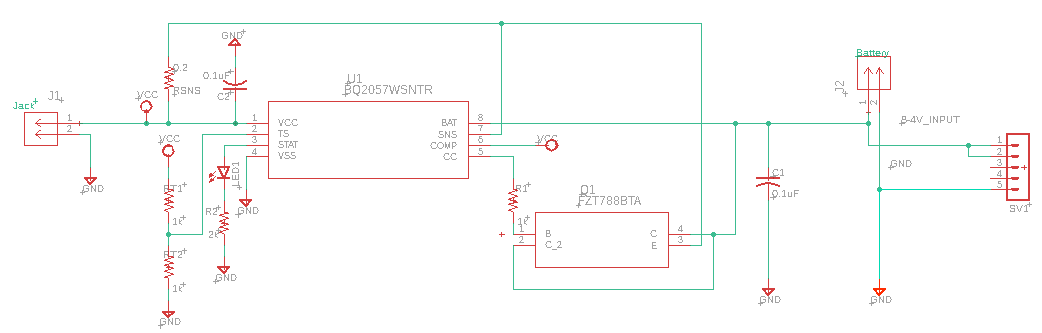 GND
Battery
0.2
RSNS
0.1uF
C2
U1
BQ2057WSNTR
J1
Jack
VCC
J2
1
2
1
2
VCC
1
2
3
4
VCC
TS
STAT
VSS
BAT
SNS
COMP
CC
8
7
6
5
VCC
8-4V_INPUT
1
2
3
4
5
SV1
GND
LED1
GND
GND
RT1
1k
R2
2k
R1
1k
Q1
FZT788BTA
C1
0.1uF
1
2
B
C_2
C
E
4
3
RT2
1k
GND
GND
GND
GND